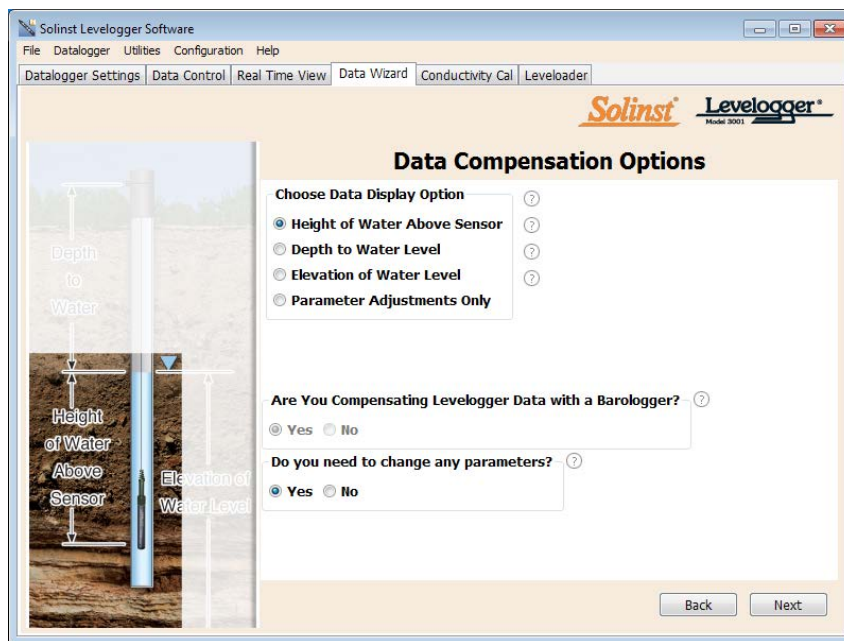 Solinst Levelogger Software
File Datalogger Utilities Configuration Help
Datalogger Settings Data Control Real Time View Data Wizard Conductivity Cal Leveloader
Solinst® Levelogger®
Model 3001
Data Compensation Options
Choose Data Display Option ?
Height of Water Above Sensor ?
Depth to Water Level ?
Elevation of Water Level ?
Parameter Adjustments Only
Are You Compensating Levelogger Data with a Barologger? ?
Yes No
Do you need to change any parameters? ?
Yes No
Depth
to
Water
Height
of Water
Above
Sensor
Elevation of
Water Level
Back Next